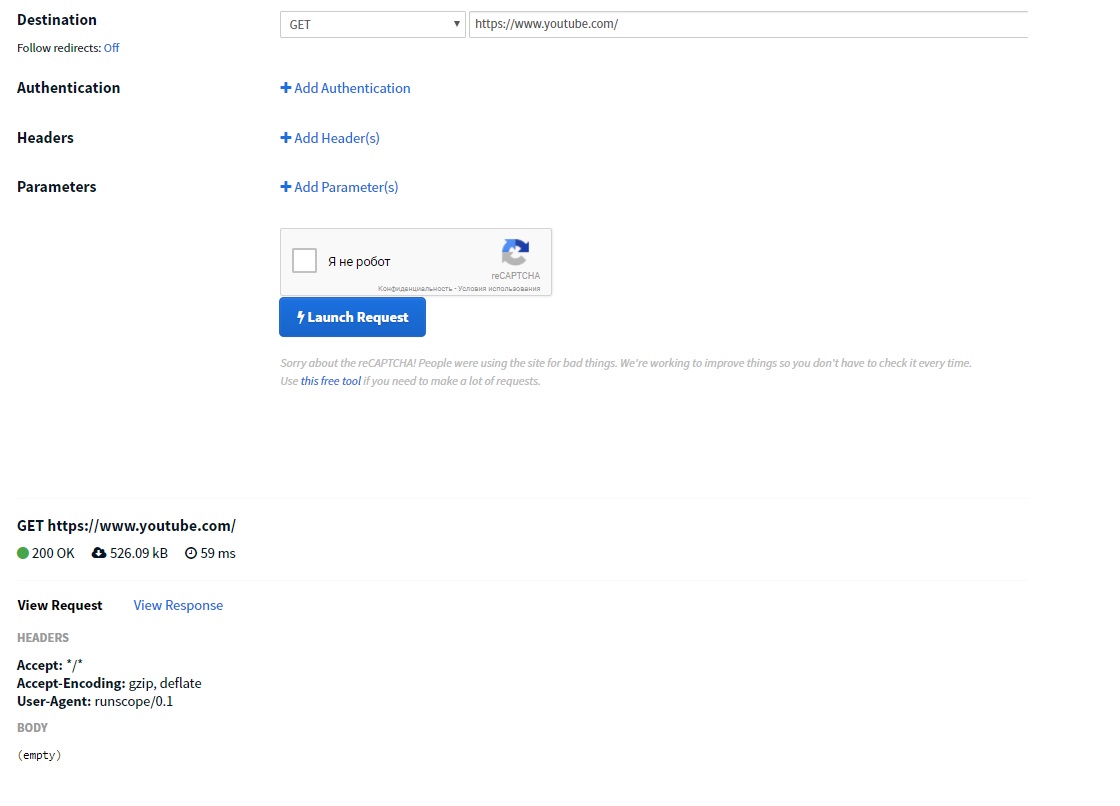 Destination
GET https://www.youtube.com/
Follow redirects: Off
Authentication
Add Authentication
Headers
Add Header(s)
Parameters
Add Parameter(s)
Я не робот
reCAPTCHA
Конфиденциальность - Условия использования
Launch Request
Sorry about the reCAPTCHA! People were using the site for bad things. We're working to improve things so you don't have to check it every time.
Use this free tool if you need to make a lot of requests.
GET https://www.youtube.com/
200 OK 526.09 kB 59 ms
View Request View Response
HEADERS
Accept: */*
Accept-Encoding: gzip, deflate
User-Agent: runscope/0.1
BODY
(empty)